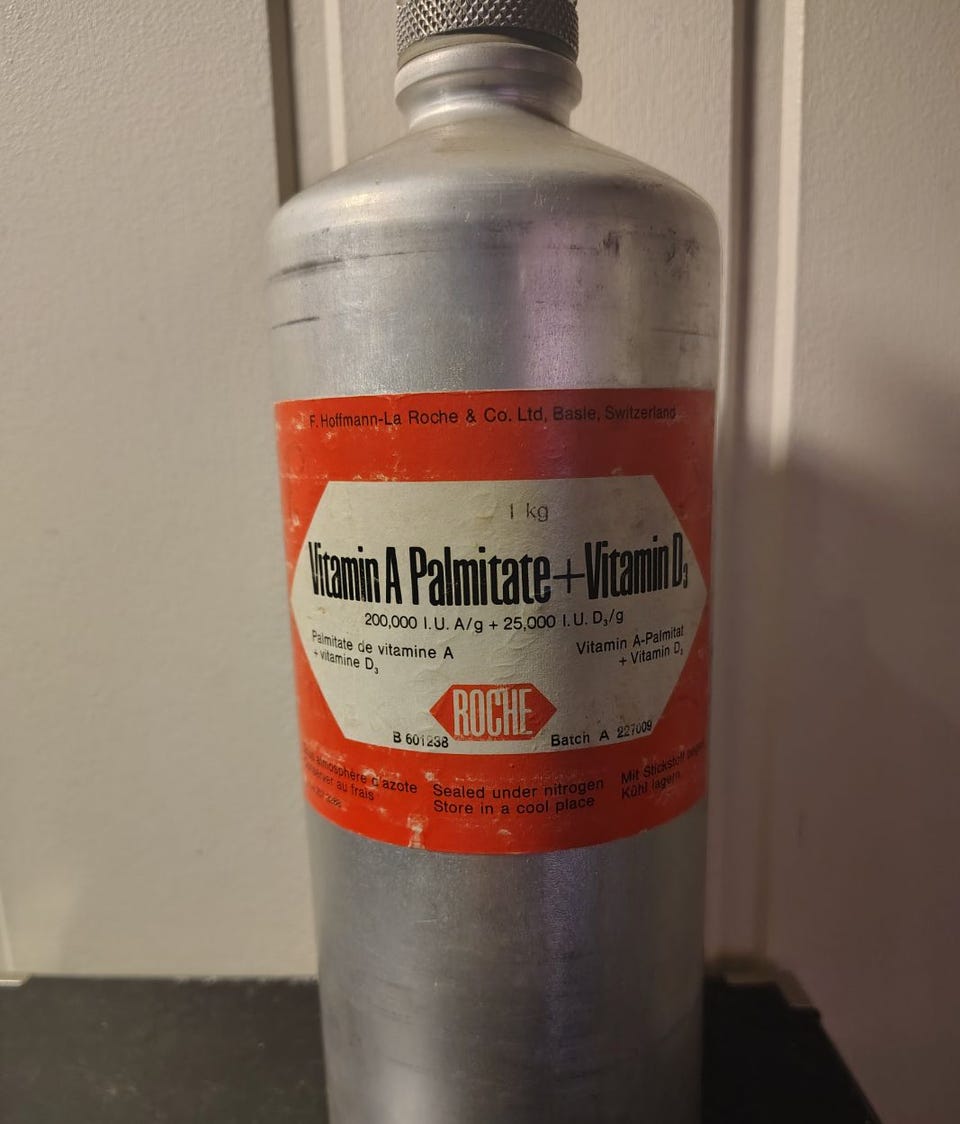 F. Hoffmann-La Roche & Co. Ltd, Basle, Switzerland
1 kg
Vitamin A Palmitate + Vitamin D₃
200,000 I.U. A/g + 25,000 I.U. D₃/g
Palmitate de vitamine A
+ vitamine D₃
Vitamin A-Palmitat
+ Vitamin D₃
ROCHE
B 601238
Batch A 227009
atmosphère d'azote
au frais
Sealed under nitrogen
Store in a cool place
Mit Stickstoff
Kühl lagern